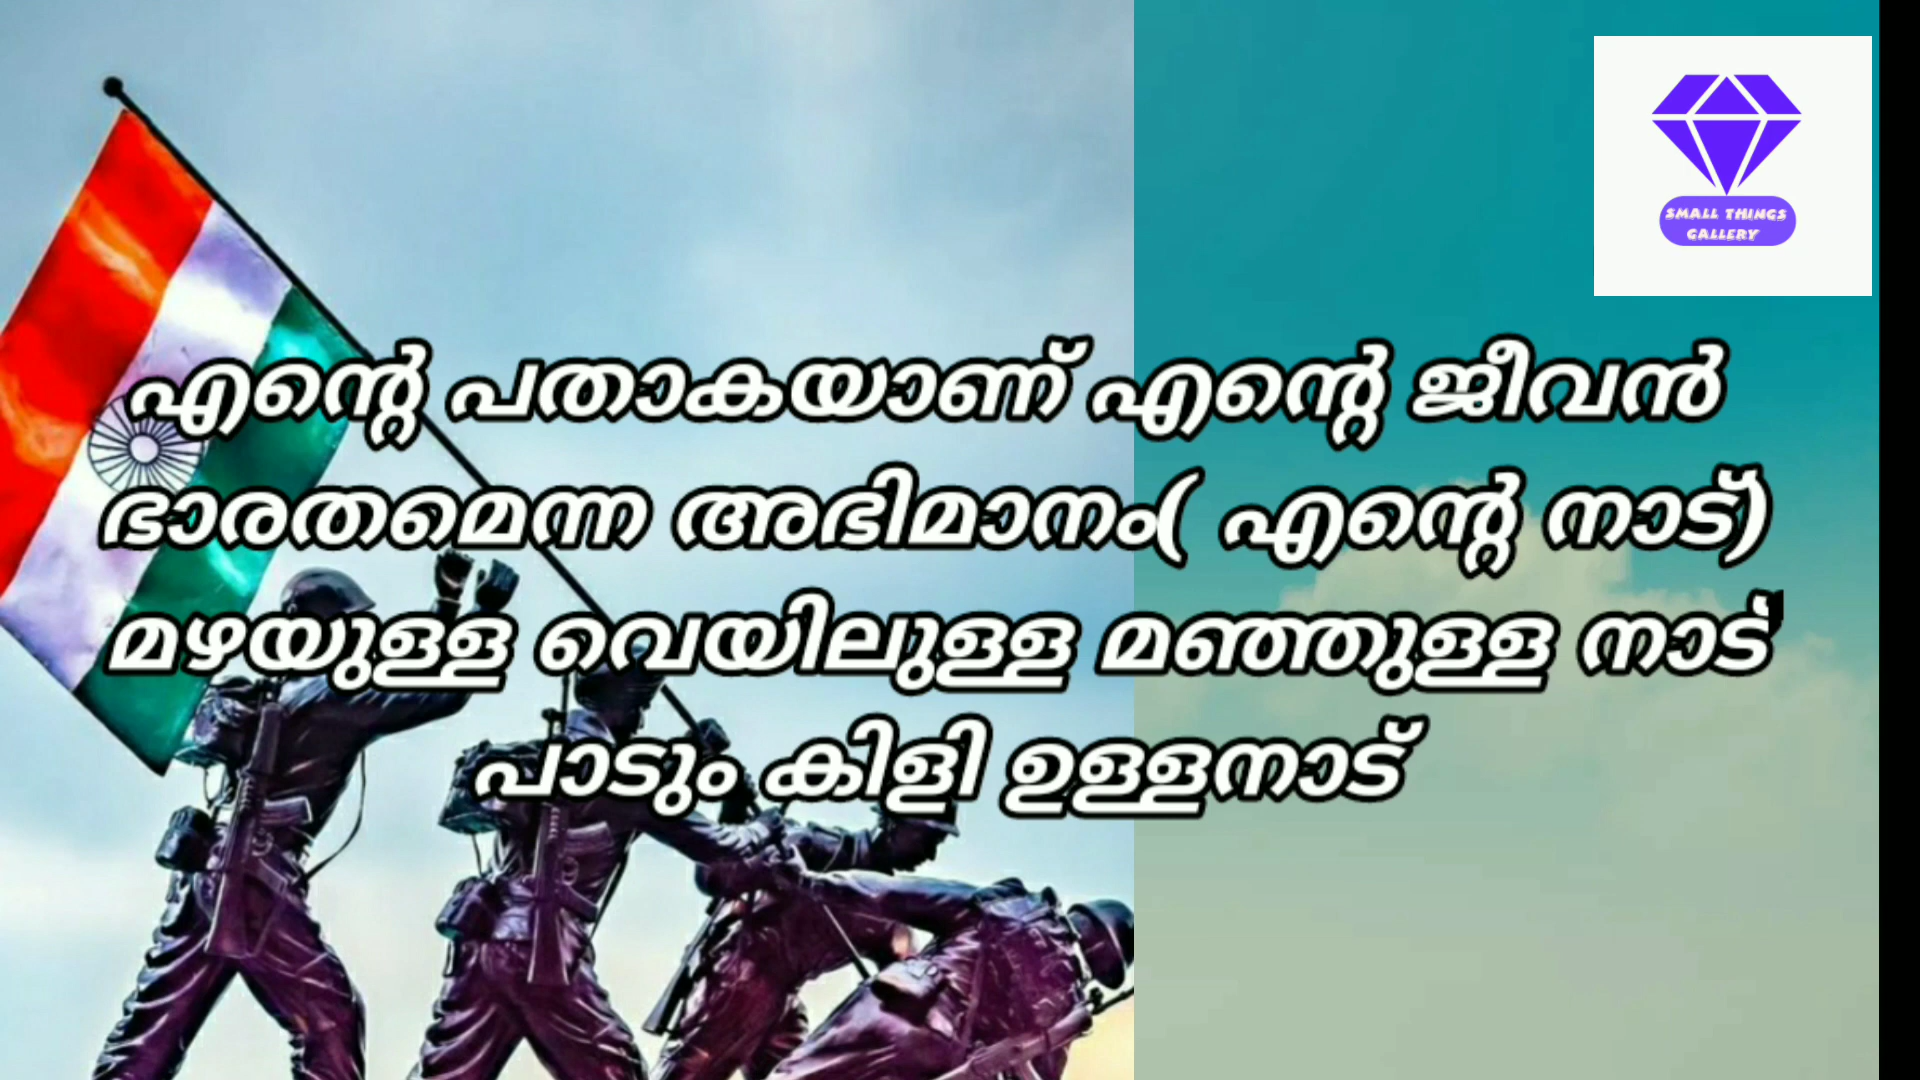 SMALL THINGS
GALLERY
എന്റെ പതാകയാണ് എന്റെ ജീവൻ
ഭാരതമെന്ന അഭിമാനം( എന്റെ നാട്)
മഴയുള്ള വെയിലുള്ള മഞ്ഞുള്ള നാട്
പാടും കിളി ഉള്ളനാട്